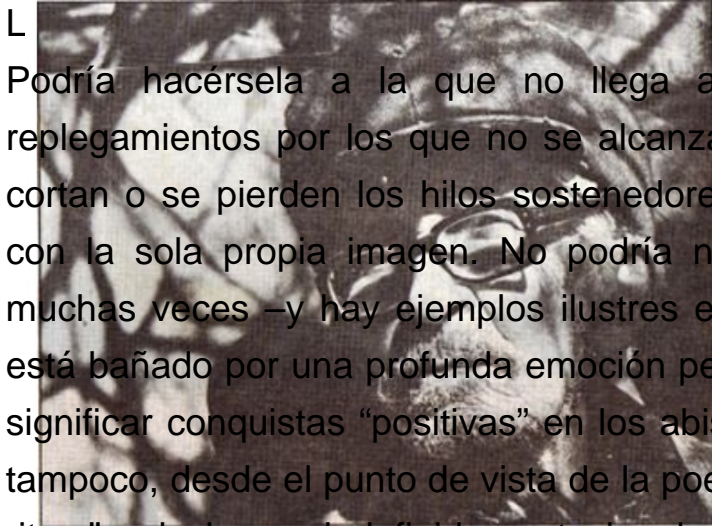 L
Podría hacérsela a la que no llega a
replegamientos por los que no se alcanza
cortan o se pierden los hilos sostenedore
con la sola propia imagen. No podría n
muchas veces –y hay ejemplos ilustres e
está bañado por una profunda emoción pe
significar conquistas “positivas” en los abis
tampoco, desde el punto de vista de la poe